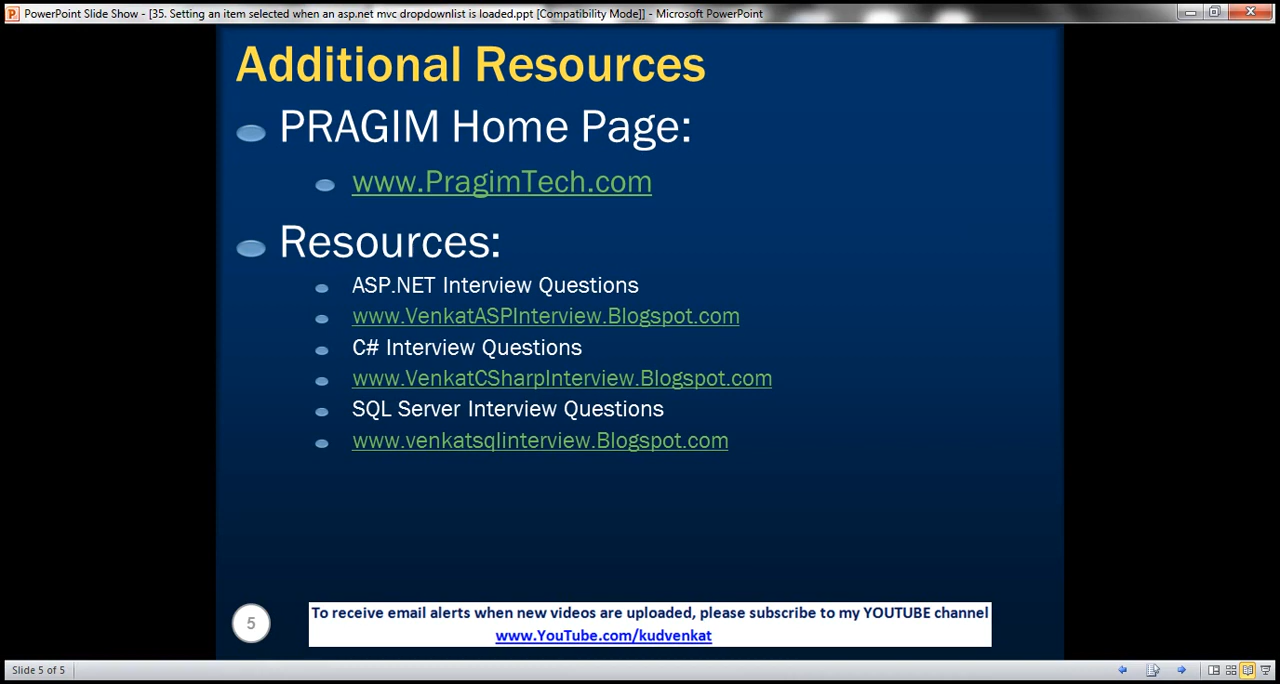 PowerPoint Slide Show - [35. Setting an item selected when an asp.net mvc dropdownlist is loaded.ppt [Compatibility Mode]] - Microsoft PowerPoint
Additional Resources
PRAGIM Home Page:
www.PragimTech.com
Resources:
ASP.NET Interview Questions
www.VenkatASPInterview.Blogspot.com
C# Interview Questions
www.VenkatCSharpInterview.Blogspot.com
SQL Server Interview Questions
www.venkatsqlinterview.Blogspot.com
5
To receive email alerts when new videos are uploaded, please subscribe to my YOUTUBE channel
www.YouTube.com/kudvenkat
Slide 5 of 5